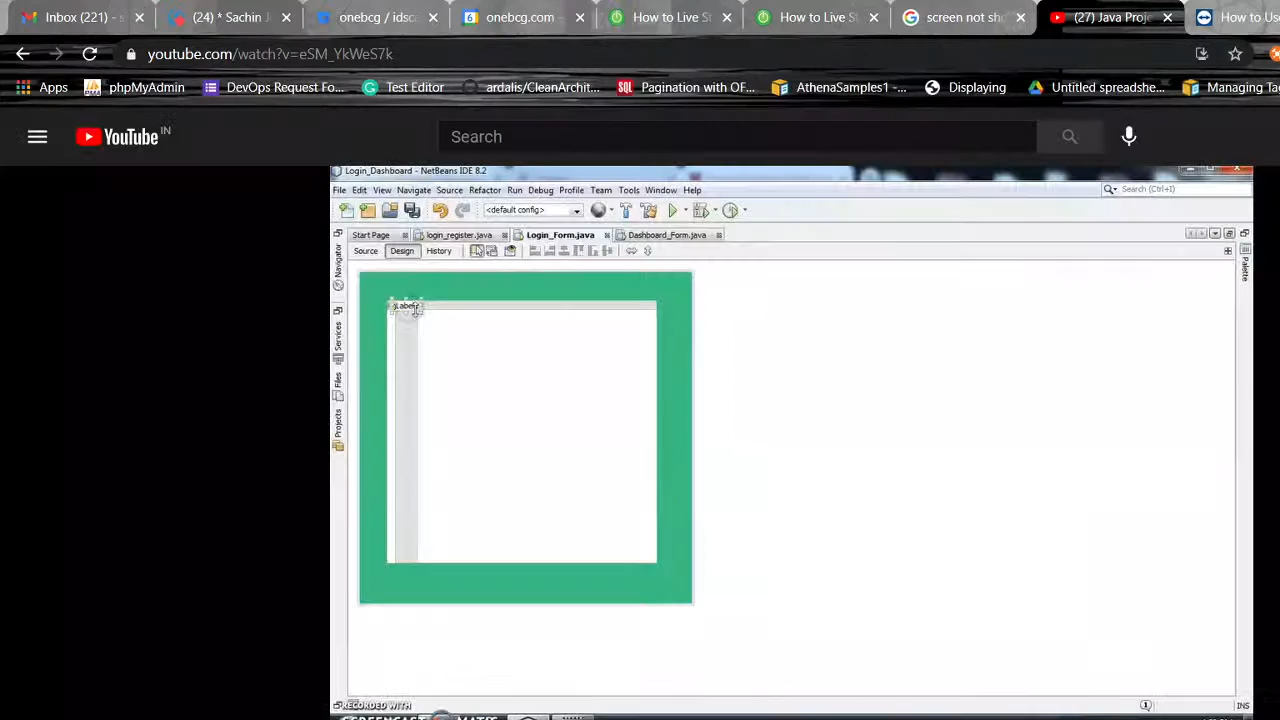 Inbox (221) - s
(24) * Sachin J
onebcg / idsca
onebcg.com -
How to Live S
How to Live S
screen not sh
(27) Java Proje
How to Us
youtube.com/watch?v=eSM_YkWeS7k
Apps
phpMyAdmin
DevOps Request Fo...
Test Editor
ardalis/CleanArchit...
SQL
Pagination with OF...
AthenaSamples1 -...
Displaying
Untitled spreadshe...
Managing Ta
YouTube IN
Search
Login_Dashboard - NetBeans IDE 8.2
File Edit View Navigate Source Refactor Run Debug Profile Team Tools Window Help
Search (Ctrl+I)
<default config>
Start Page
login_register.java
Login_Form.java
Dashboard_Form.java
Source
Design
History
Navigator
Services
Files
Projects
Palette
RECORDED WITH
INS